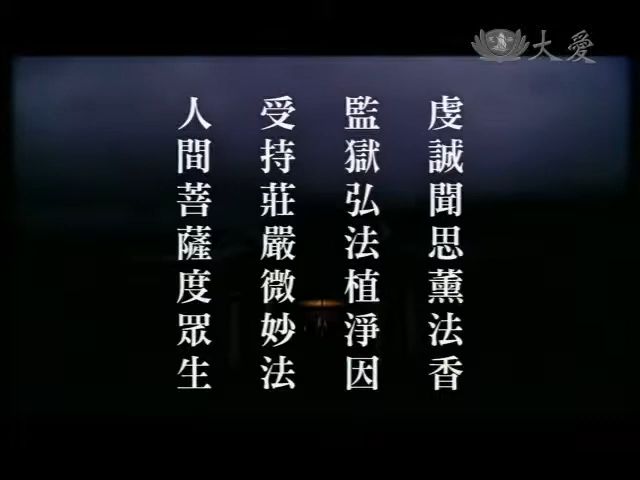 大愛
虔誠聞思薰法香
監獄弘法植淨因
受持莊嚴微妙法
人間菩薩度眾生